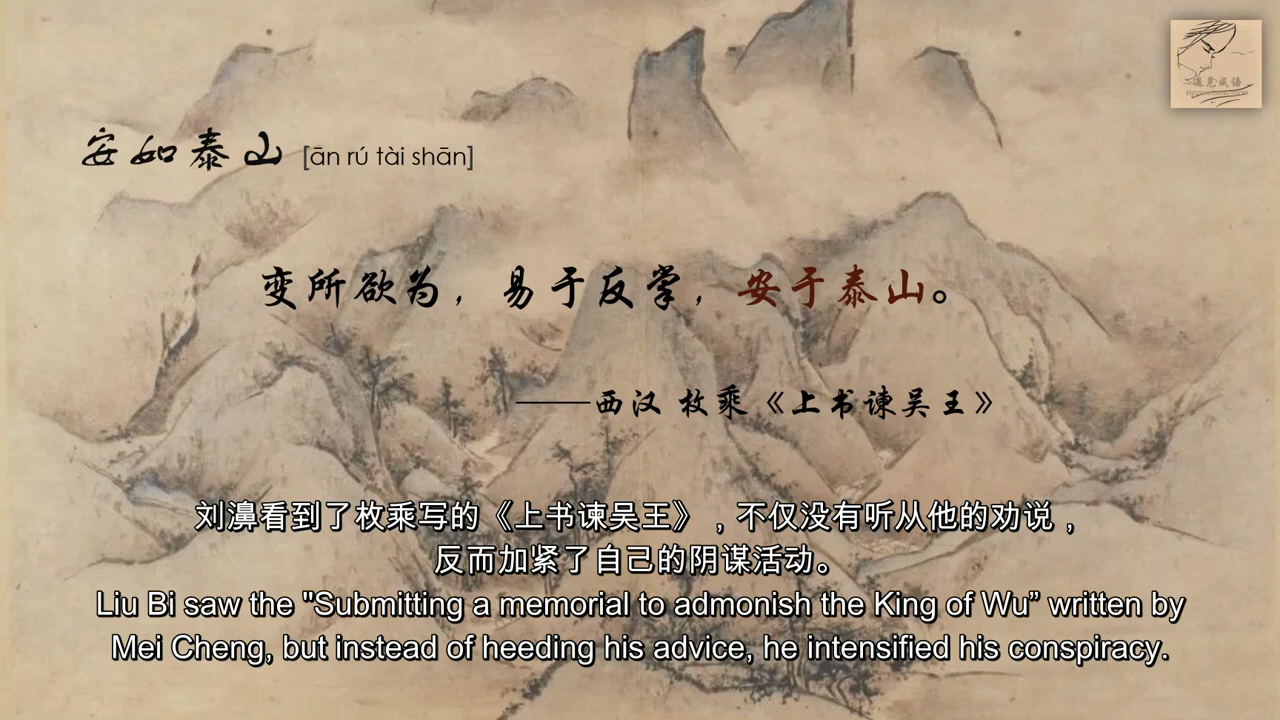 遇見成语
安如泰山 [ān rú tài shān]
变所欲为，易于反掌，安于泰山。
——西汉 枚乘《上书谏吴王》
刘濞看到了枚乘写的《上书谏吴王》，不仅没有听从他的劝说，
反而加紧了自己的阴谋活动。
Liu Bi saw the "Submitting a memorial to admonish the King of Wu” written by
Mei Cheng, but instead of heeding his advice, he intensified his conspiracy.